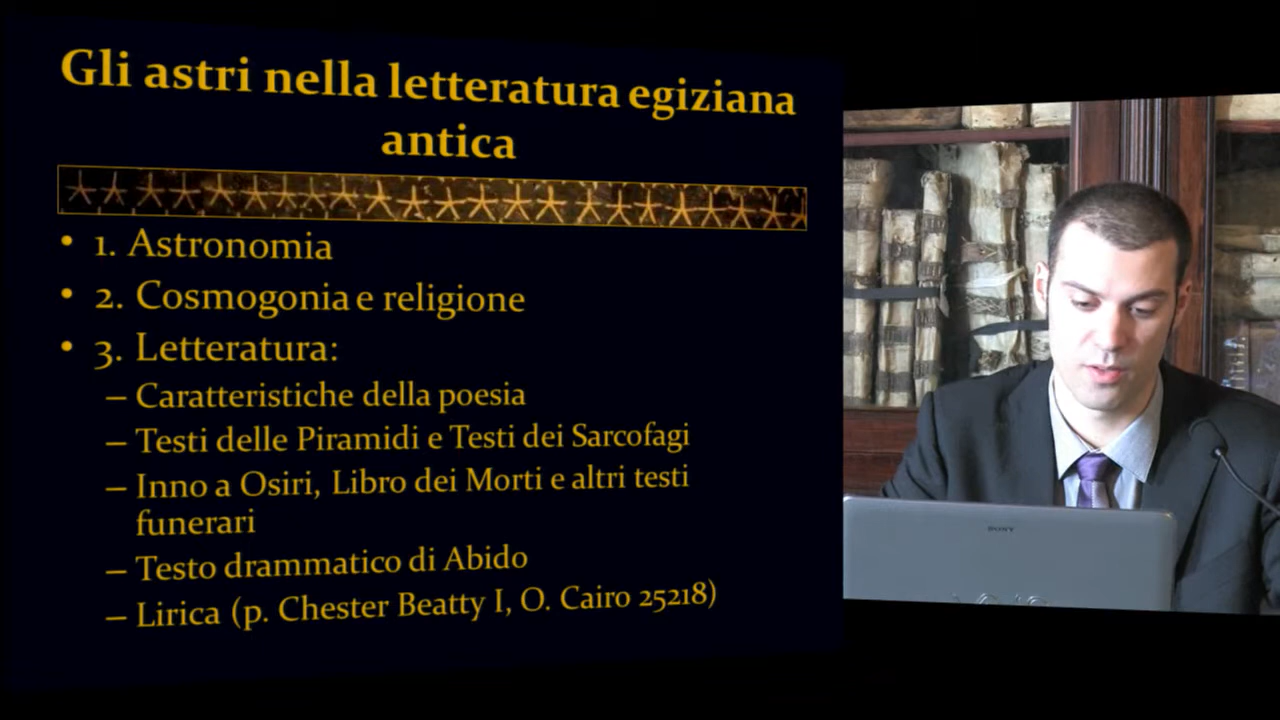 Gli astri nella letteratura egiziana
antica
• 1. Astronomia
• 2. Cosmogonia e religione
• 3. Letteratura:
– Caratteristiche della poesia
– Testi delle Piramidi e Testi dei Sarcofagi
– Inno a Osiri, Libro dei Morti e altri testi
funerari
– Testo drammatico di Abido
– Lirica (p. Chester Beatty I, O. Cairo 25218)
SONY